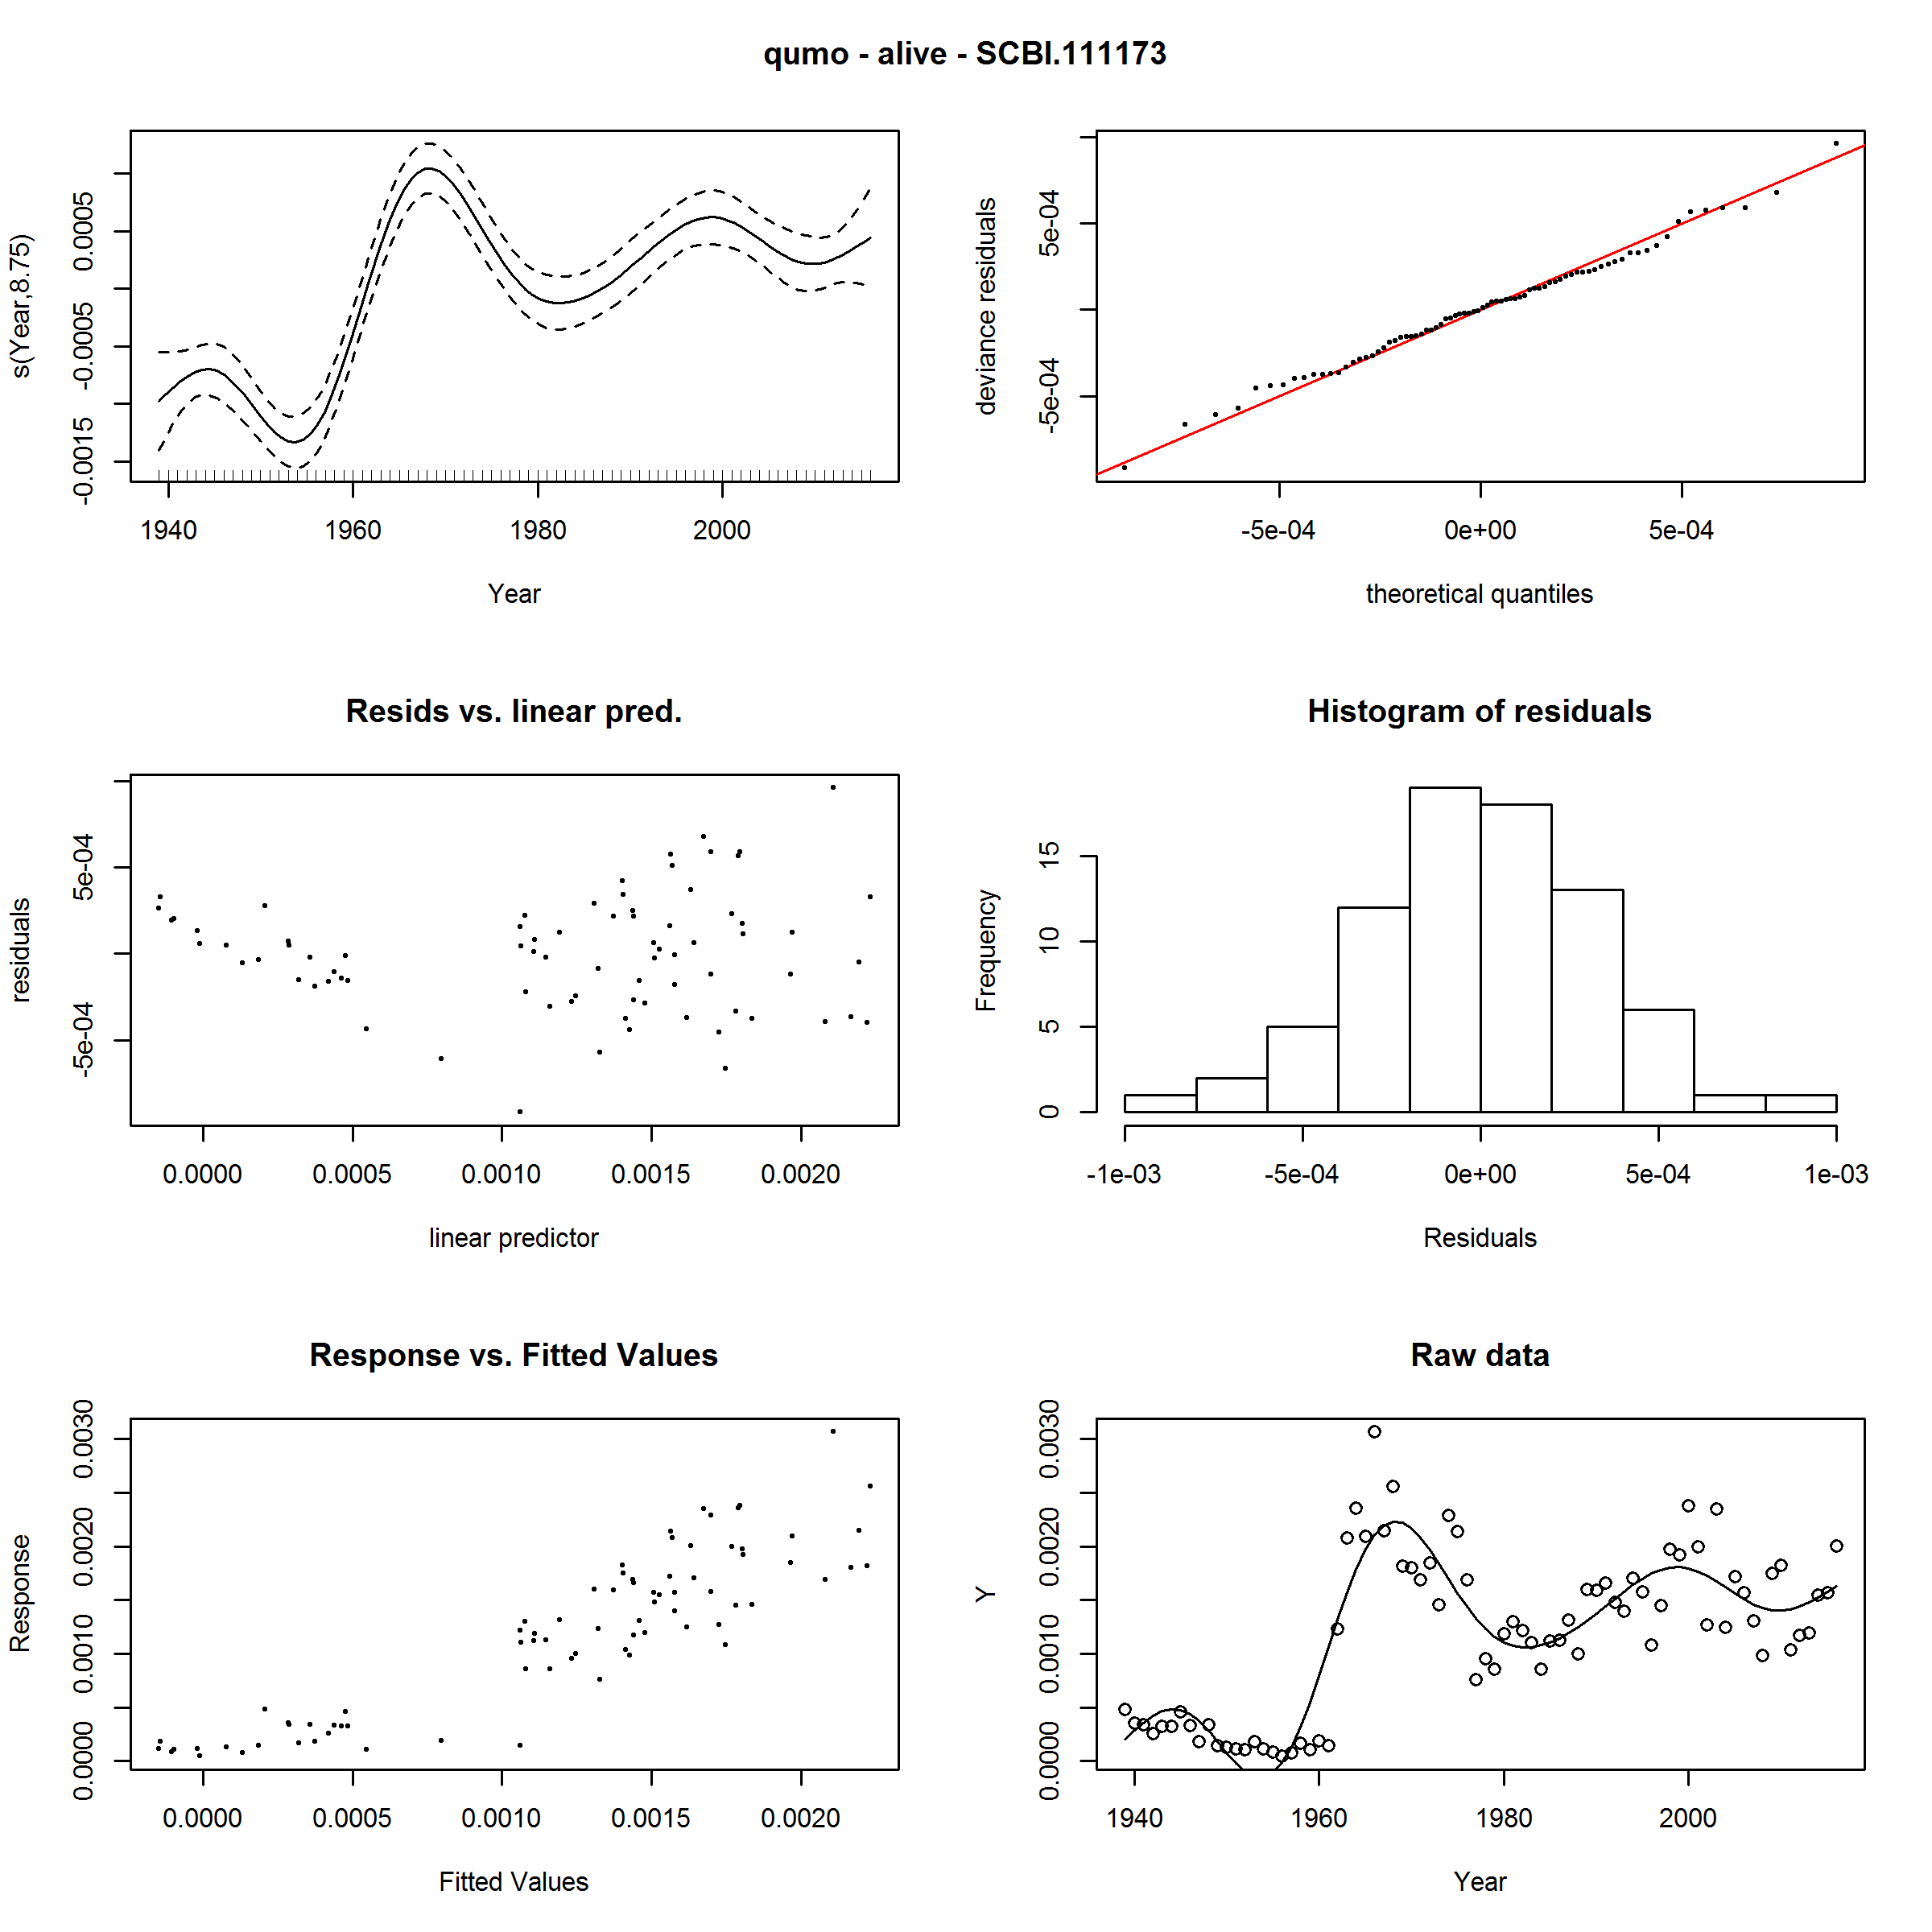 qumo - alive - SCBI.111173
s(Year,8.75)
-0.0015 -0.0005 0.0005
1940 1960 1980 2000
Year
deviance residuals
-5e-04 5e-04
-5e-04 0e+00 5e-04
theoretical quantiles
Resids vs. linear pred.
residuals
-5e-04 5e-04
0.0000 0.0005 0.0010 0.0015 0.0020
linear predictor
Histogram of residuals
Frequency
0 5 10 15
-1e-03 -5e-04 0e+00 5e-04 1e-03
Residuals
Response vs. Fitted Values
Response
0.0000 0.0010 0.0020 0.0030
0.0000 0.0005 0.0010 0.0015 0.0020
Fitted Values
Raw data
Y
0.0000 0.0010 0.0020 0.0030
1940 1960 1980 2000
Year